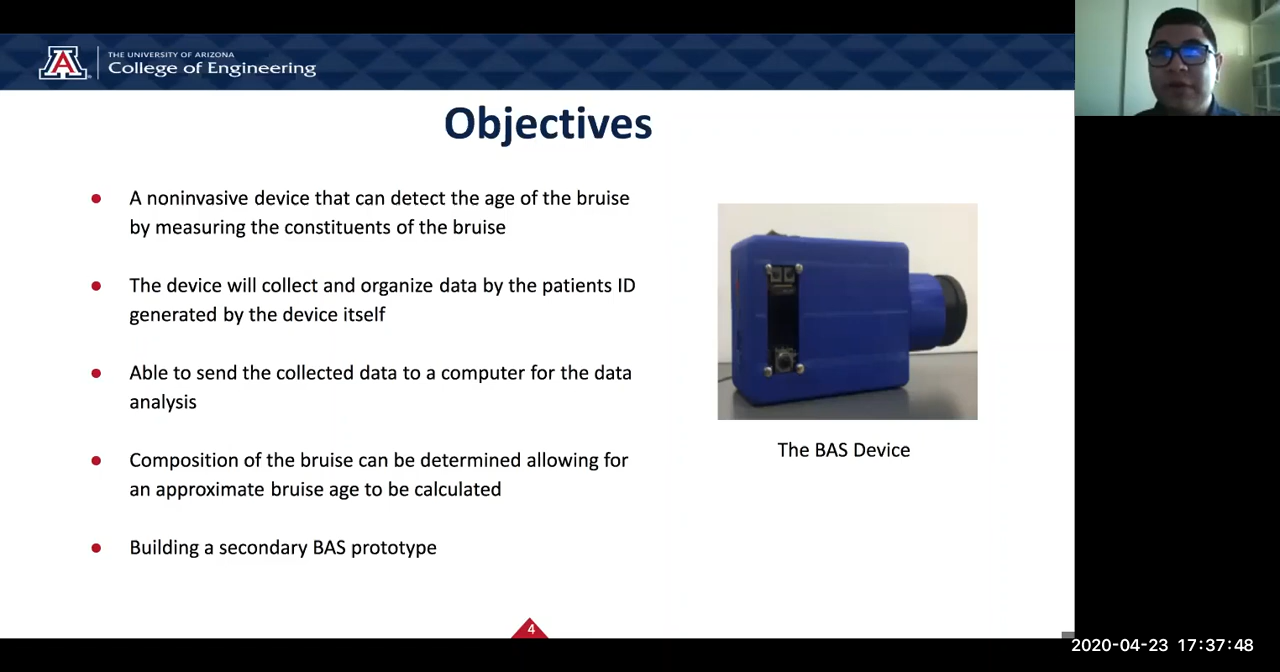 THE UNIVERSITY OF ARIZONA
College of Engineering
Objectives
A noninvasive device that can detect the age of the bruise
by measuring the constituents of the bruise
The device will collect and organize data by the patients ID
generated by the device itself
Able to send the collected data to a computer for the data
analysis
Composition of the bruise can be determined allowing for
an approximate bruise age to be calculated
Building a secondary BAS prototype
The BAS Device
4
2020-04-23 17:37:48